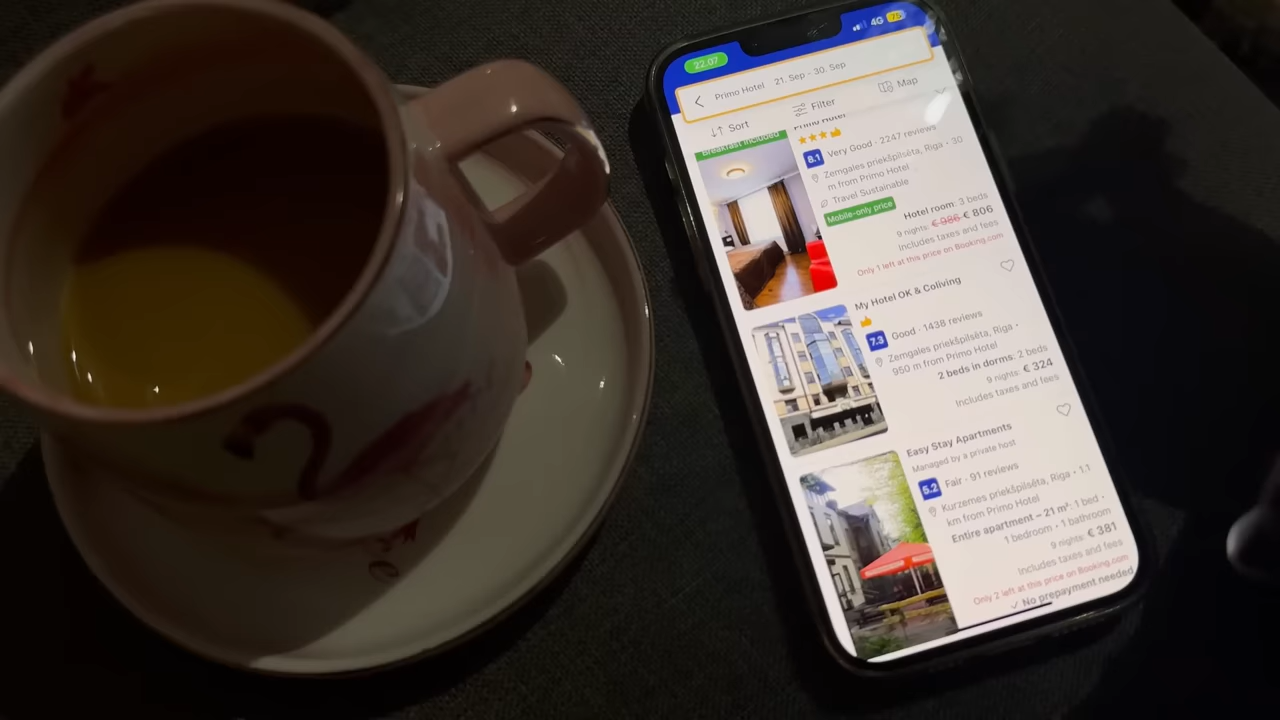 22.07
4G 75
Primo Hotel 21. Sep - 30. Sep
Sort
Filter
Map
Breakfast included
Primo Hotel
8.1 Very Good · 2247 reviews
Zemgales priekšpilsēta, Riga · 30
m from Primo Hotel
Travel Sustainable
Mobile-only price
Hotel room: 3 beds
9 nights: € 986 € 806
Includes taxes and fees
Only 1 left at this price on Booking.com
My Hotel OK & Coliving
7.3 Good · 1438 reviews
Zemgales priekšpilsēta, Riga ·
950 m from Primo Hotel
2 beds in dorms: 2 beds
9 nights: € 324
Includes taxes and fees
Easy Stay Apartments
Managed by a private host
5.2 Fair · 91 reviews
Kurzemes priekšpilsēta, Riga · 1.1
km from Primo Hotel
Entire apartment – 21 m²: 1 bed ·
1 bedroom · 1 bathroom
9 nights: € 381
Includes taxes and fees
Only 2 left at this price on Booking.com
✓ No prepayment needed